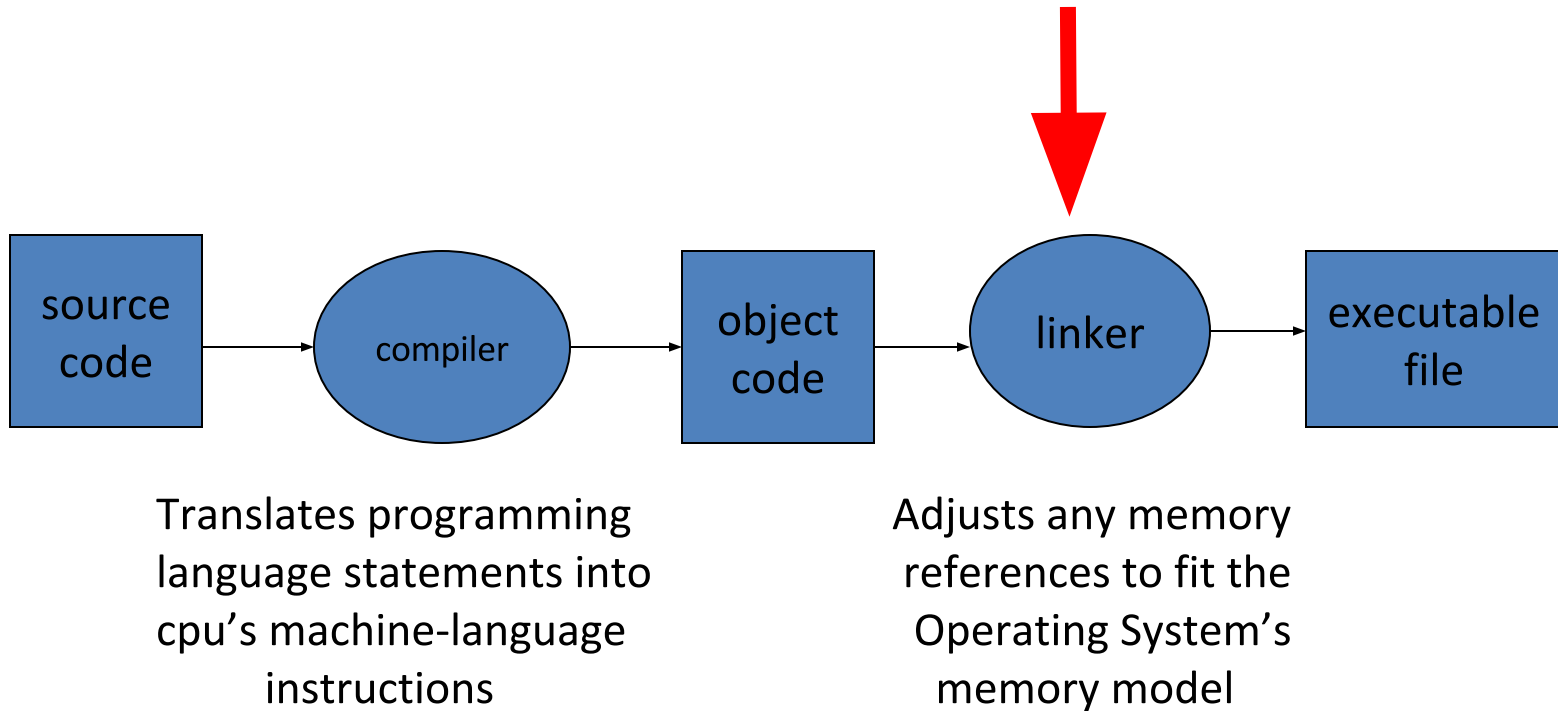 source
code
compiler
object
code
linker
executable
file
Translates programming
language statements into
cpu’s machine-language
instructions
Adjusts any memory
references to fit the
Operating System’s
memory model